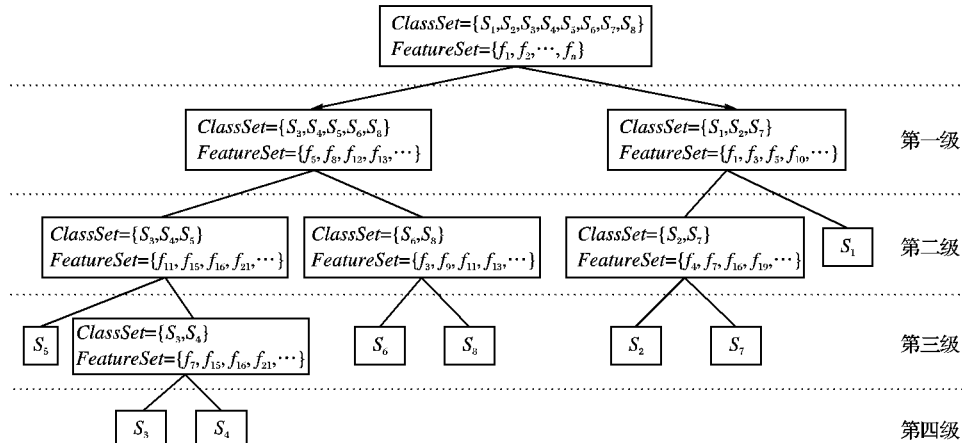 ClassSet={S₁,S₂,S₃,S₄,S₅,S₆,S₇,S₈}
FeatureSet={f₁,f₂,⋯,fₙ}
ClassSet={S₃,S₄,S₅,S₆,S₈}
FeatureSet={f₅,f₈,f₁₂,f₁₃,⋯}
ClassSet={S₁,S₂,S₇}
FeatureSet={f₁,f₃,f₅,f₁₀,⋯}
第一级
ClassSet={S₃,S₄,S₅}
FeatureSet={f₁₁,f₁₅,f₁₆,f₂₁,⋯}
ClassSet={S₆,S₈}
FeatureSet={f₃,f₉,f₁₁,f₁₃,⋯}
ClassSet={S₂,S₇}
FeatureSet={f₄,f₇,f₁₆,f₁₉,⋯}
S₁
第二级
S₅
ClassSet={S₃,S₄}
FeatureSet={f₇,f₁₅,f₁₆,f₂₁,⋯}
S₆
S₈
S₂
S₇
第三级
S₃
S₄
第四级